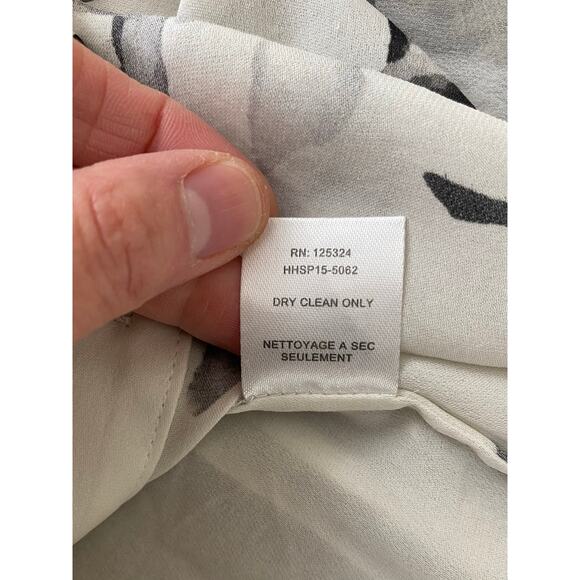 RN: 125324
HHSP15-5062
DRY CLEAN ONLY
NETTOYAGE A SEC
SEULEMENT